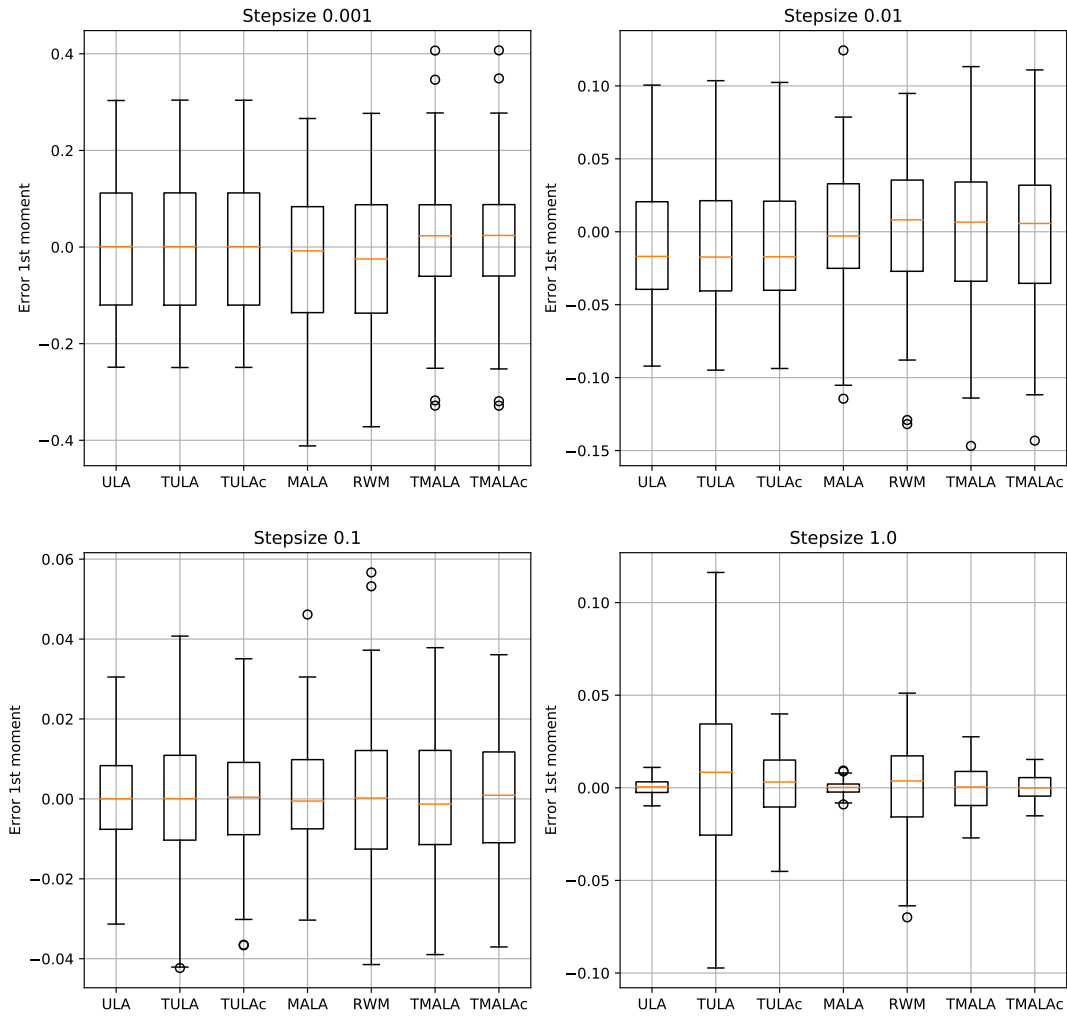 Stepsize 0.001
Error 1st moment
0.4
0.2
0.0
−0.2
−0.4
ULA TULA TULAc MALA RWM TMALA TMALAc
Stepsize 0.01
Error 1st moment
0.10
0.05
0.00
−0.05
−0.10
−0.15
ULA TULA TULAc MALA RWM TMALA TMALAc
Stepsize 0.1
Error 1st moment
0.06
0.04
0.02
0.00
−0.02
−0.04
ULA TULA TULAc MALA RWM TMALA TMALAc
Stepsize 1.0
Error 1st moment
0.10
0.05
0.00
−0.05
−0.10
ULA TULA TULAc MALA RWM TMALA TMALAc